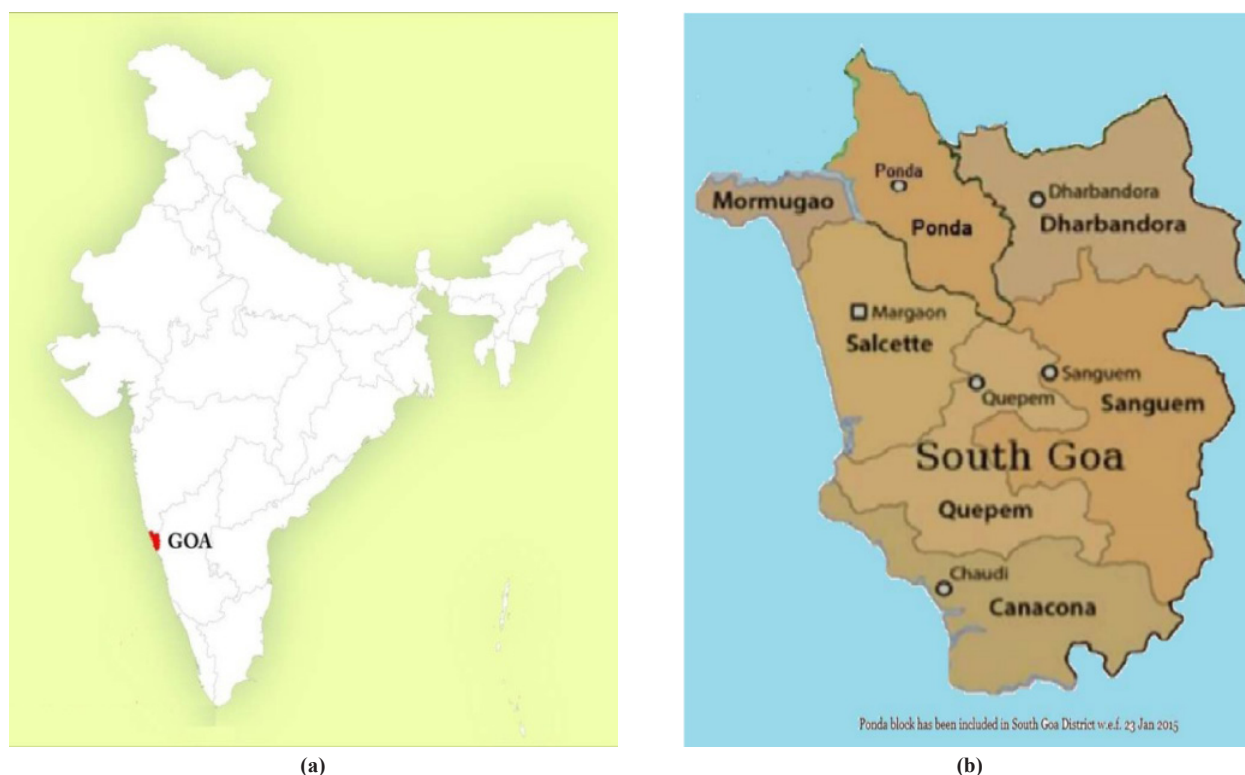 GOA
(a)
Ponda
Mormugao
Ponda
Dharbandora
Dharbandora
Margaon
Salcette
Sanguem
Quepem
Sanguem
South Goa
Quepem
Chaudi
Canacona
Ponda block has been included in South Goa District w.e.f. 23 Jan 2015
(b)